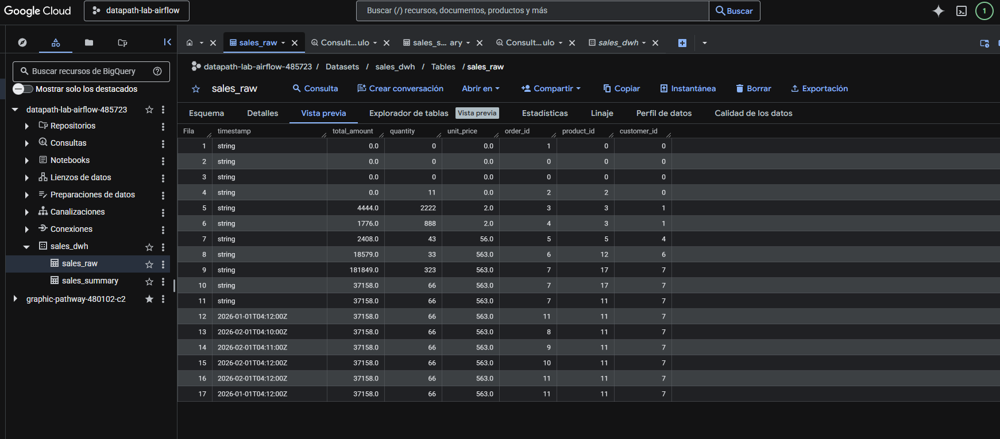 Google Cloud
datapath-lab-airflow
Buscar (/) recursos, documentos, productos y más
Buscar
1
sales_raw
Consult...ulo
sales_s... ary
Consult...ulo
sales_dwh
Buscar recursos de BigQuery
Mostrar solo los destacados
datapath-lab-airflow-485723
Repositorios
Consultas
Notebooks
Lienzos de datos
Preparaciones de datos
Canalizaciones
Conexiones
sales_dwh
sales_raw
sales_summary
graphic-pathway-480102-c2
datapath-lab-airflow-485723 / Datasets / sales_dwh / Tables / sales_raw
sales_raw Consulta Crear conversación Abrir en Compartir Copiar Instantánea Borrar Exportación
Esquema Detalles Vista previa Explorador de tablas Vista previa Estadísticas Linaje Perfil de datos Calidad de los datos
Fila timestamp total_amount quantity unit_price order_id product_id customer_id
1 string 0.0 0 0.0 1 0 0
2 string 0.0 0 0.0 0 0 0
3 string 0.0 0 0.0 0 0 0
4 string 0.0 11 0.0 2 2 0
5 string 4444.0 2222 2.0 3 3 1
6 string 1776.0 888 2.0 4 3 1
7 string 2408.0 43 56.0 5 5 4
8 string 18579.0 33 563.0 6 12 6
9 string 181849.0 323 563.0 7 17 7
10 string 37158.0 66 563.0 7 17 7
11 string 37158.0 66 563.0 7 11 7
12 2026-01-01T04:12:00Z 37158.0 66 563.0 11 11 7
13 2026-02-01T04:10:00Z 37158.0 66 563.0 8 11 7
14 2026-02-01T04:11:00Z 37158.0 66 563.0 9 11 7
15 2026-02-01T04:12:00Z 37158.0 66 563.0 10 11 7
16 2026-02-01T04:12:00Z 37158.0 66 563.0 11 11 7
17 2026-01-01T04:12:00Z 37158.0 66 563.0 11 11 7